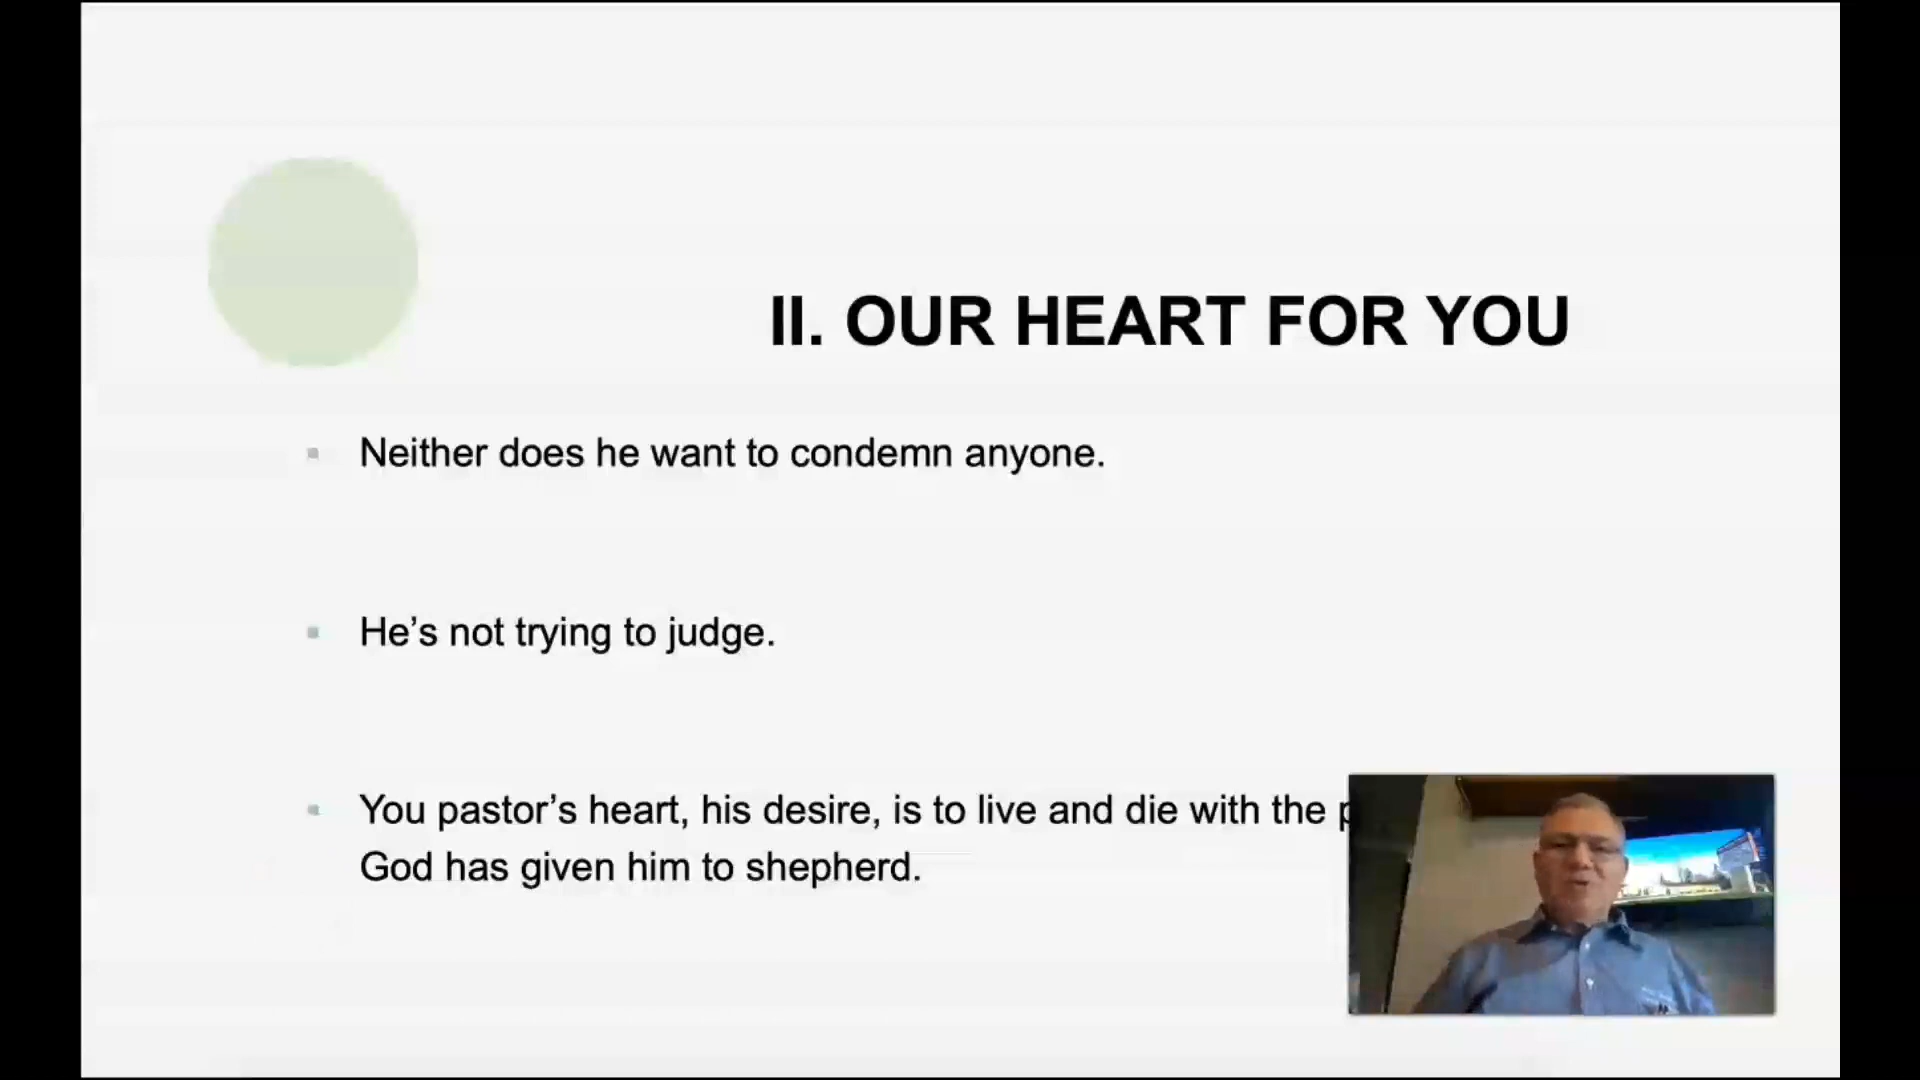 II. OUR HEART FOR YOU
Neither does he want to condemn anyone.
He’s not trying to judge.
You pastor’s heart, his desire, is to live and die with the
God has given him to shepherd.